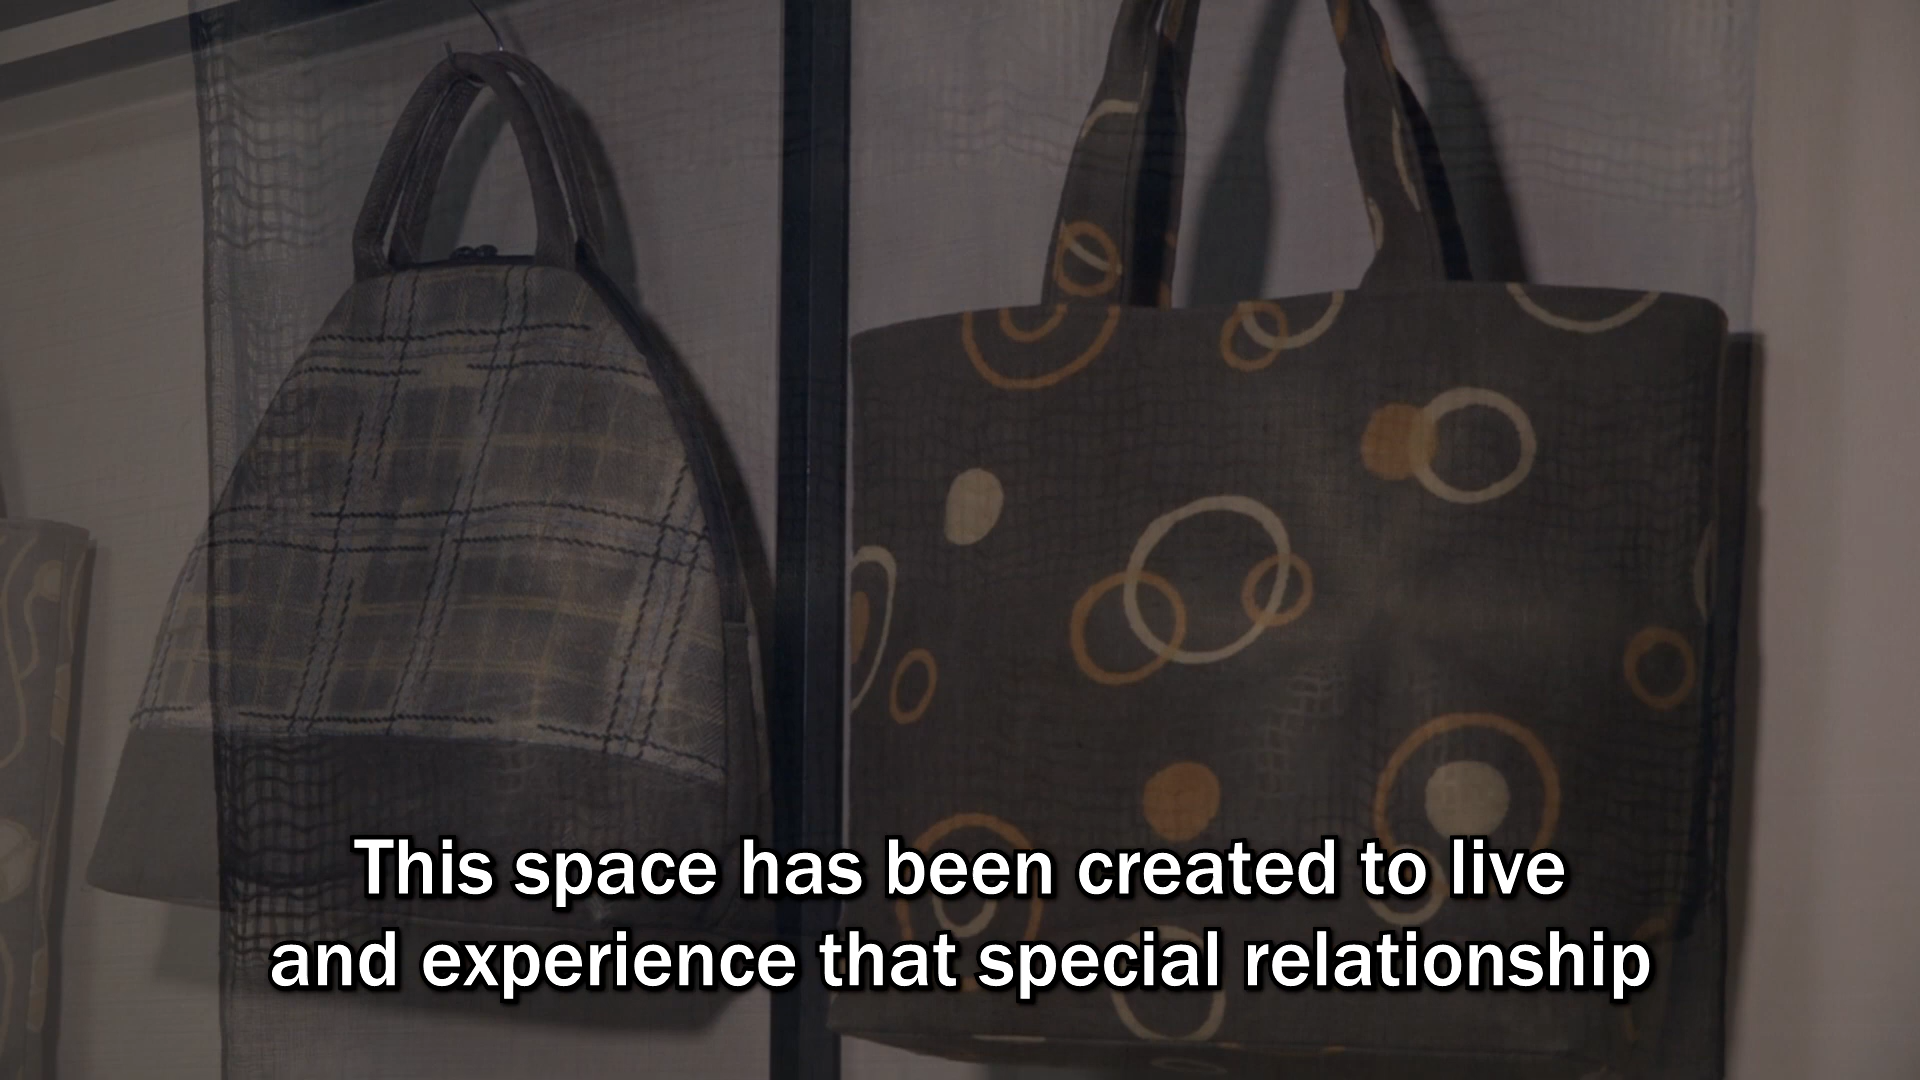 This space has been created to live
and experience that special relationship